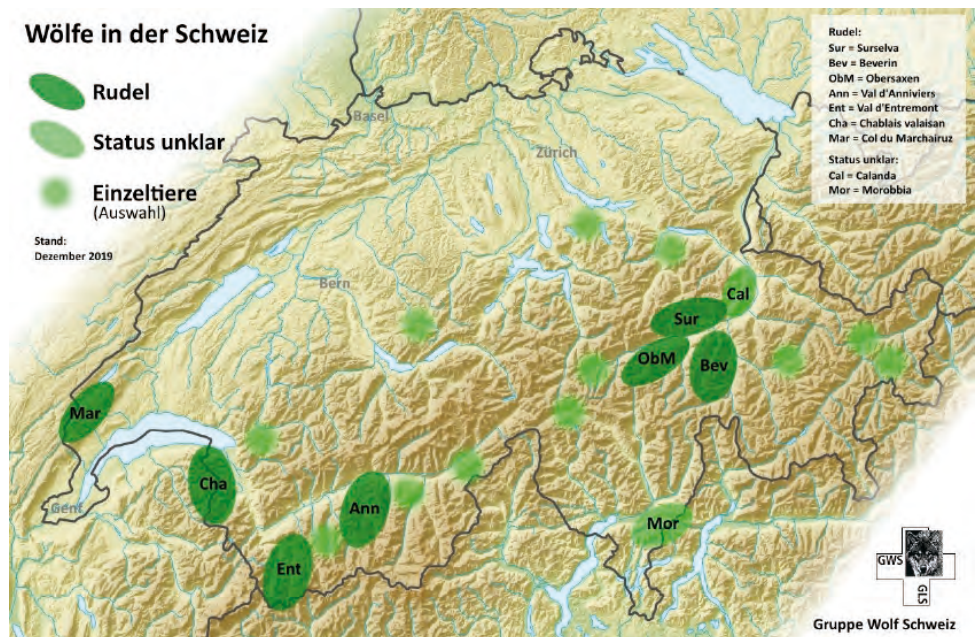 Wölfe in der Schweiz
Rudel
Status unklar
Einzeltiere
(Auswahl)
Stand:
Dezember 2019
Rudel:
Sur = Surselva
Bev = Beverin
ObM = Obersaxen
Ann = Val d'Anniviers
Ent = Val d'Entremont
Cha = Chablais valaisan
Mar = Col du Marchairuz
Status unklar:
Cal = Calanda
Mor = Morobbia
Basel
Zürich
Bern
Cal
Sur
ObM
Bev
Mar
Cha
Genf
Ann
Mor
Ent
GWS
GLS
Gruppe Wolf Schweiz